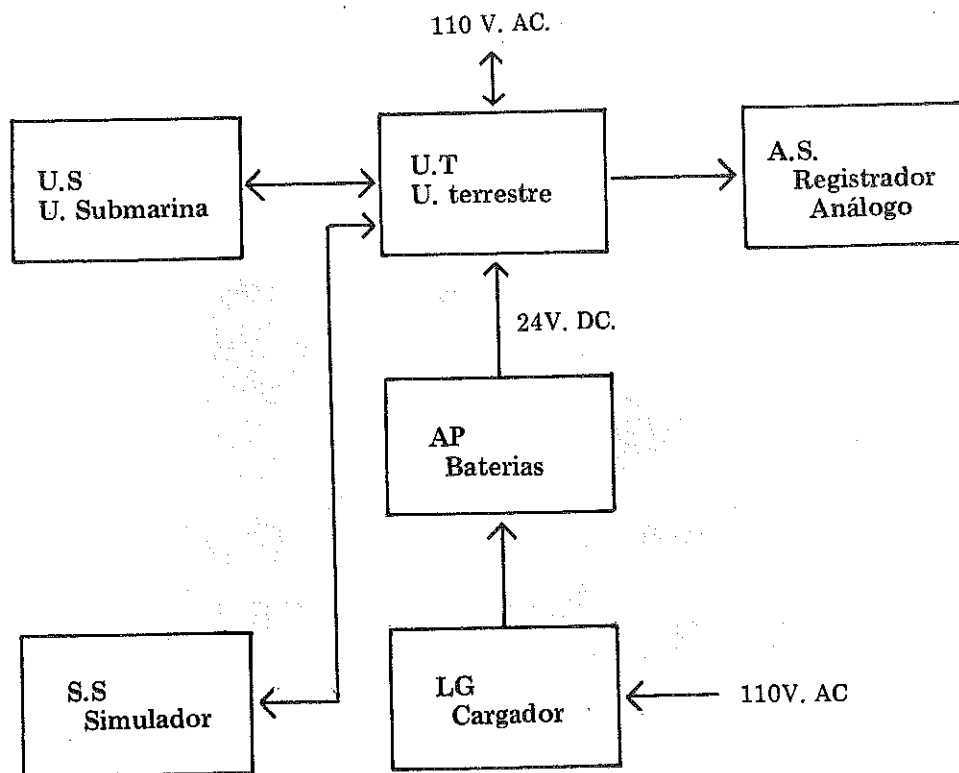 110 V. AC.
U.S
U. Submarina
U.T
U. terrestre
A.S.
Registrador
Análogo
24V. DC.
AP
Baterias
S.S
Simulador
LG
Cargador
110V. AC